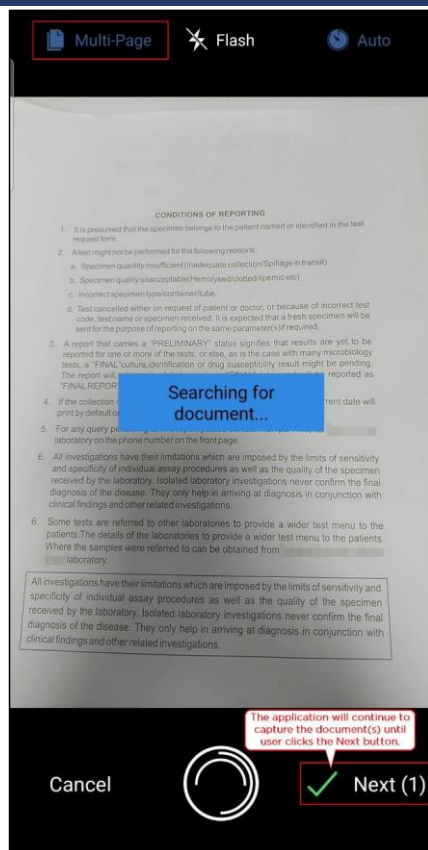 Multi-Page
Flash
Auto
CONDITIONS OF REPORTING
1. It is presumed that the specimen belongs to the patient named or identified in the test
request form.
2. A test might not be performed for the following reasons.
a. Specimen quantity insufficient (Inadequate collection/Spillage in transit)
b. Specimen quality unacceptable(Hemolysed/clotted/lipemic etc)
c. Incorrect specimen type/container/tube.
d. Test cancelled either on request of patient or doctor, or because of incorrect test
code, test name or specimen received. It is expected that a fresh specimen will be
sent for the purpose of reporting on the same parameter(s) if required.
3. A report that carries a "PRELIMINARY" status signifies that results are yet to be
reported for one or more of the tests, or else, as is the case with many microbiology
tests, a "FINAL" culture, identification or drug susceptibility result might be pending.
The report will reported as
"FINAL REPOR
4. If the collection rrent date will
print by default o
5. For any query pe
laboratory on the phone number on the front page.
6. All investigations have their limitations which are imposed by the limits of sensitivity
and specificity of individual assay procedures as well as the quality of the specimen
received by the laboratory. Isolated laboratory investigations never confirm the final
diagnosis of the disease. They only help in arriving at diagnosis in conjunction with
clinical findings and other related investigations.
6. Some tests are referred to other laboratories to provide a wider test menu to the
patients. The details of the laboratories to provide a wider test menu to the patients.
Where the samples were referred to can be obtained from
laboratory.
All investigations have their limitations which are imposed by the limits of sensitivity and
specificity of individual assay procedures as well as the quality of the specimen
received by the laboratory. Isolated laboratory investigations never confirm the final
diagnosis of the disease. They only help in arriving at diagnosis in conjunction with
clinical findings and other related investigations.
Searching for
document...
The application will continue to
capture the document(s) until
user clicks the Next button.
Cancel
Next (1)